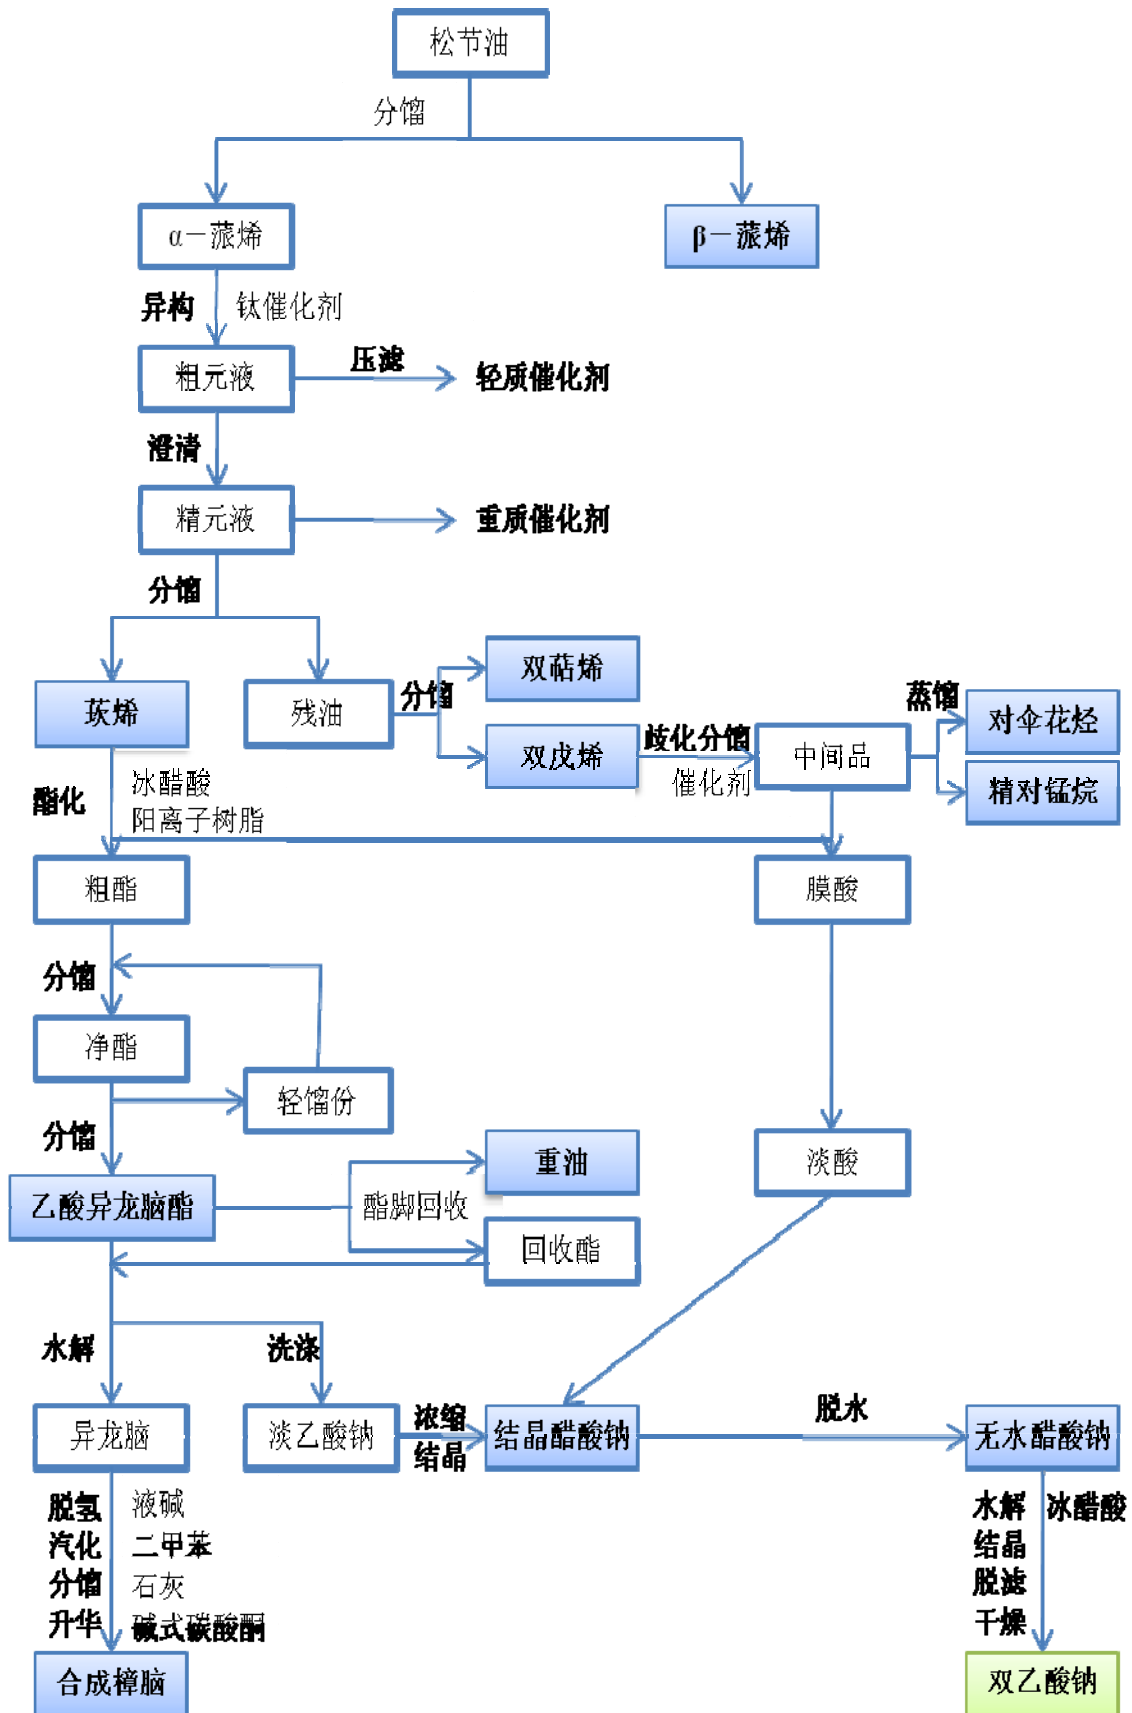 松节油
分馏
α－蒎烯
β－蒎烯
异构
钛催化剂
粗元液
压滤
轻质催化剂
澄清
精元液
重质催化剂
分馏
莰烯
残油
分馏
双萜烯
双戊烯
歧化分馏
催化剂
中间品
蒸馏
对伞花烃
精对锰烷
酯化
冰醋酸
阳离子树脂
粗酯
膜酸
分馏
净酯
轻馏份
分馏
淡酸
乙酸异龙脑酯
酯脚回收
重油
回收酯
水解
洗涤
异龙脑
淡乙酸钠
浓缩
结晶
结晶醋酸钠
脱水
无水醋酸钠
脱氢
汽化
分馏
升华
液碱
二甲苯
石灰
碱式碳酸酮
水解
结晶
脱滤
干燥
冰醋酸
合成樟脑
双乙酸钠